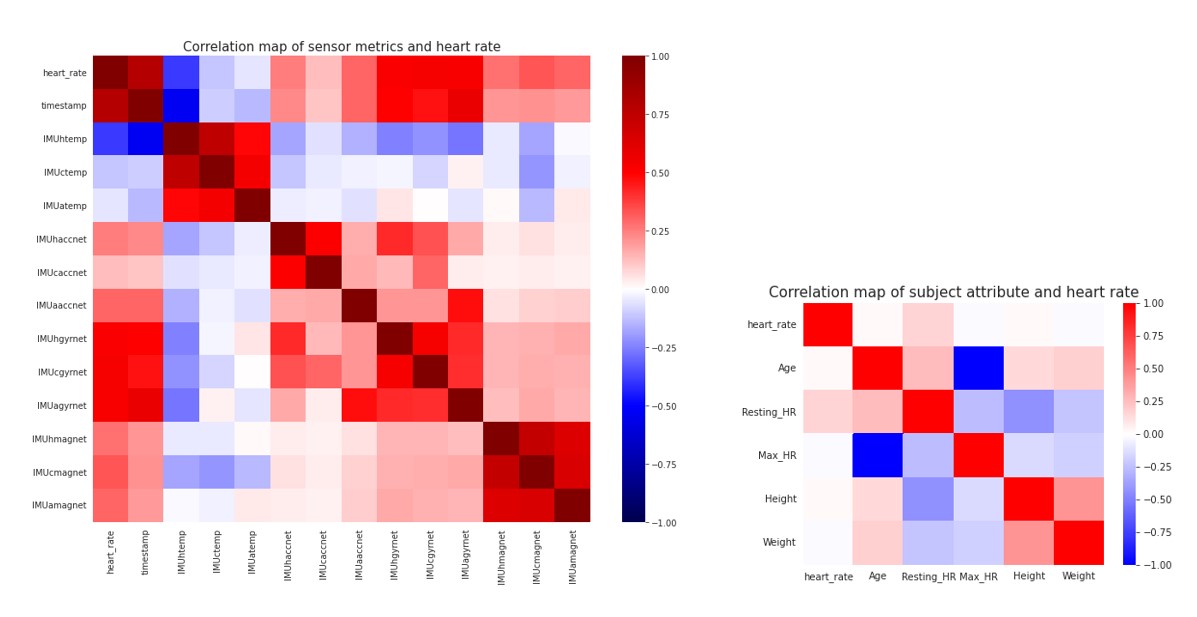 Correlation map of sensor metrics and heart rate
heart_rate
timestamp
IMUhtemp
IMUctemp
IMUatemp
IMUhaccnet
IMUcaccnet
IMUaaccnet
IMUhgyrnet
IMUcgyrnet
IMUagyrnet
IMUhmagnet
IMUcmagnet
IMUamagnet
heart_rate timestamp IMUhtemp IMUctemp IMUatemp IMUhaccnet IMUcaccnet IMUaaccnet IMUhgyrnet IMUcgyrnet IMUagyrnet IMUhmagnet IMUcmagnet IMUamagnet
1.00
0.75
0.50
0.25
0.00
−0.25
−0.50
−0.75
−1.00
Correlation map of subject attribute and heart rate
heart_rate
Age
Resting_HR
Max_HR
Height
Weight
heart_rate Age Resting_HR Max_HR Height Weight
1.00
0.75
0.50
0.25
0.00
−0.25
−0.50
−0.75
−1.00